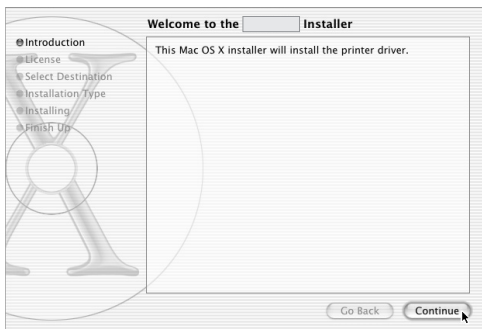 Welcome to the Installer
Introduction
License
Select Destination
Installation Type
Installing
Finish Up
This Mac OS X installer will install the printer driver.
Go Back
Continue